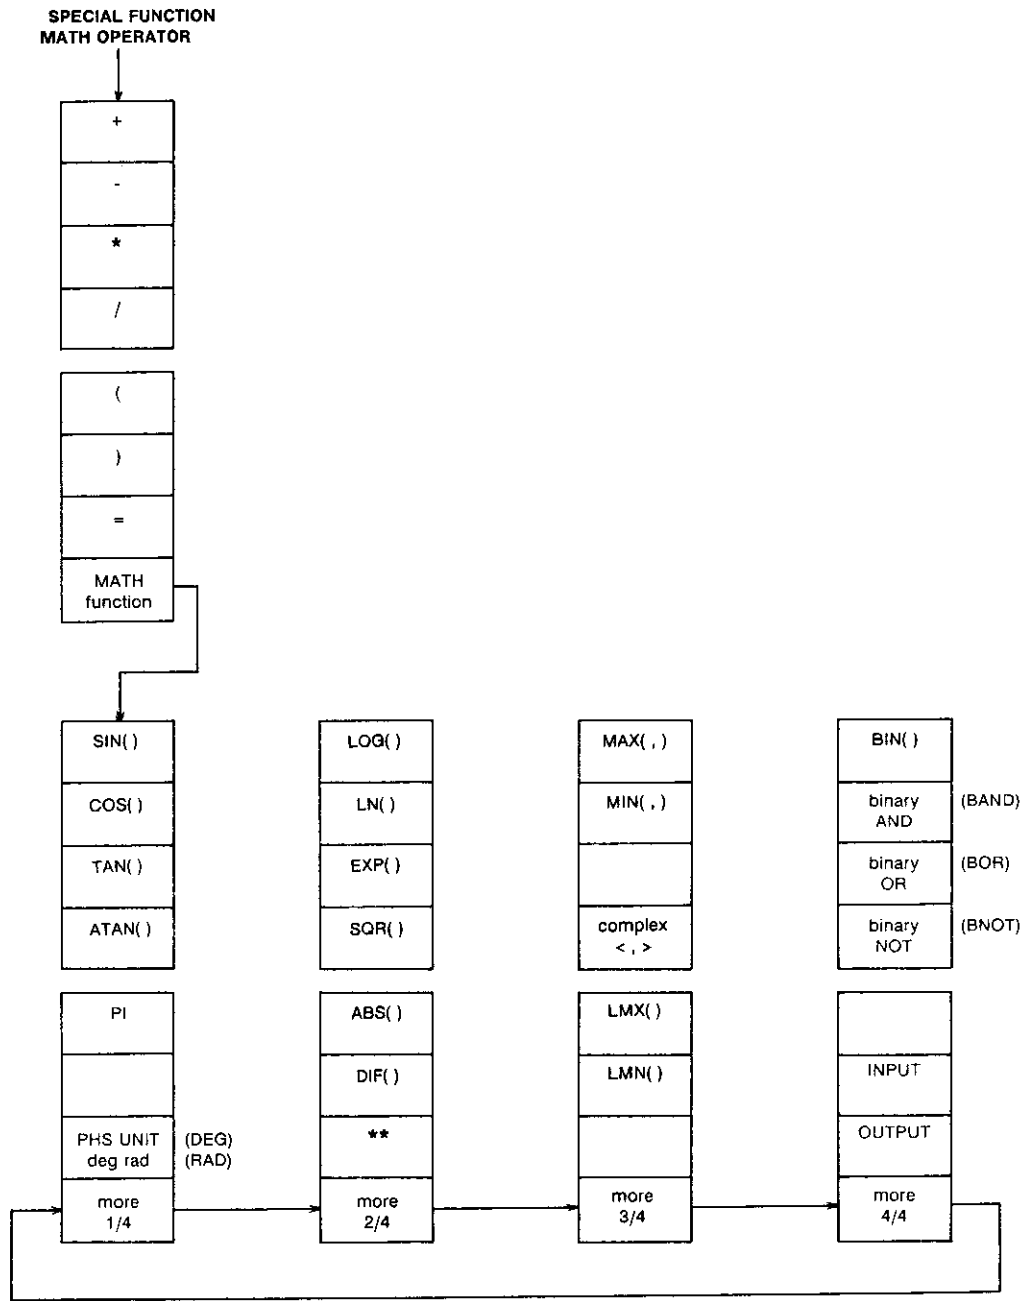 SPECIAL FUNCTION
MATH OPERATOR
+
-
*
/
(
)
=
MATH
function
SIN( )
COS( )
TAN( )
ATAN( )
PI
PHS UNIT (DEG)
deg rad (RAD)
more
1/4
LOG( )
LN( )
EXP( )
SQR( )
ABS( )
DIF( )
**
more
2/4
MAX( , )
MIN( , )
complex
< , >
LMX( )
LMN( )
more
3/4
BIN( )
binary (BAND)
AND
binary (BOR)
OR
binary (BNOT)
NOT
INPUT
OUTPUT
more
4/4